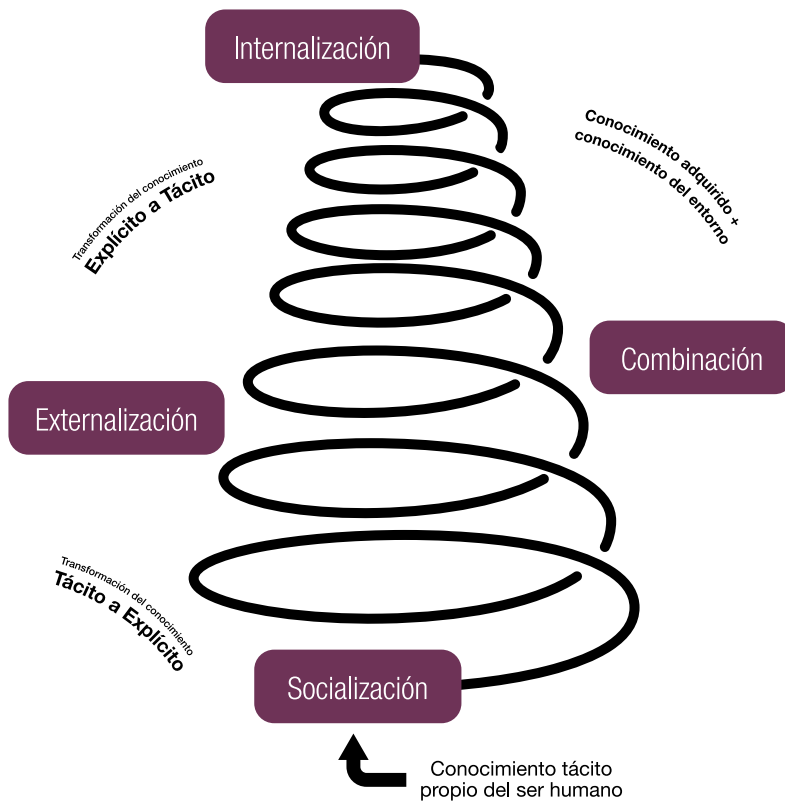 Internalización
Transformación del conocimiento
Explícito a Tácito
Conocimiento adquirido +
conocimiento del entorno
Combinación
Externalización
Transformación del conocimiento
Tácito a Explícito
Socialización
Conocimiento tácito
propio del ser humano